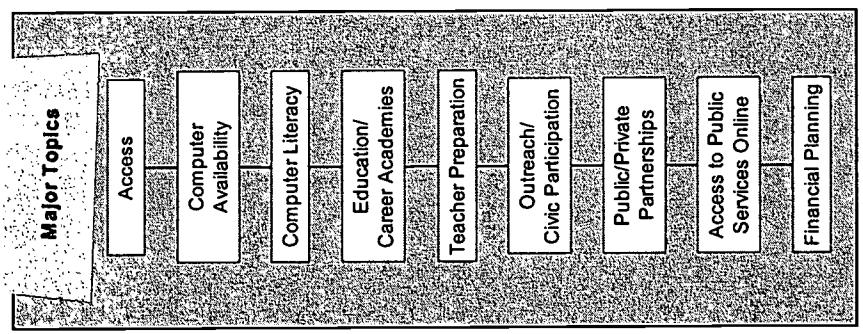 Major Topics
Access
Computer
Availability
Computer Literacy
Education/
Career Academies
Teacher Preparation
Outreach/
Civic Participation
Public/Private
Partnerships
Access to Public
Services Online
Financial Planning